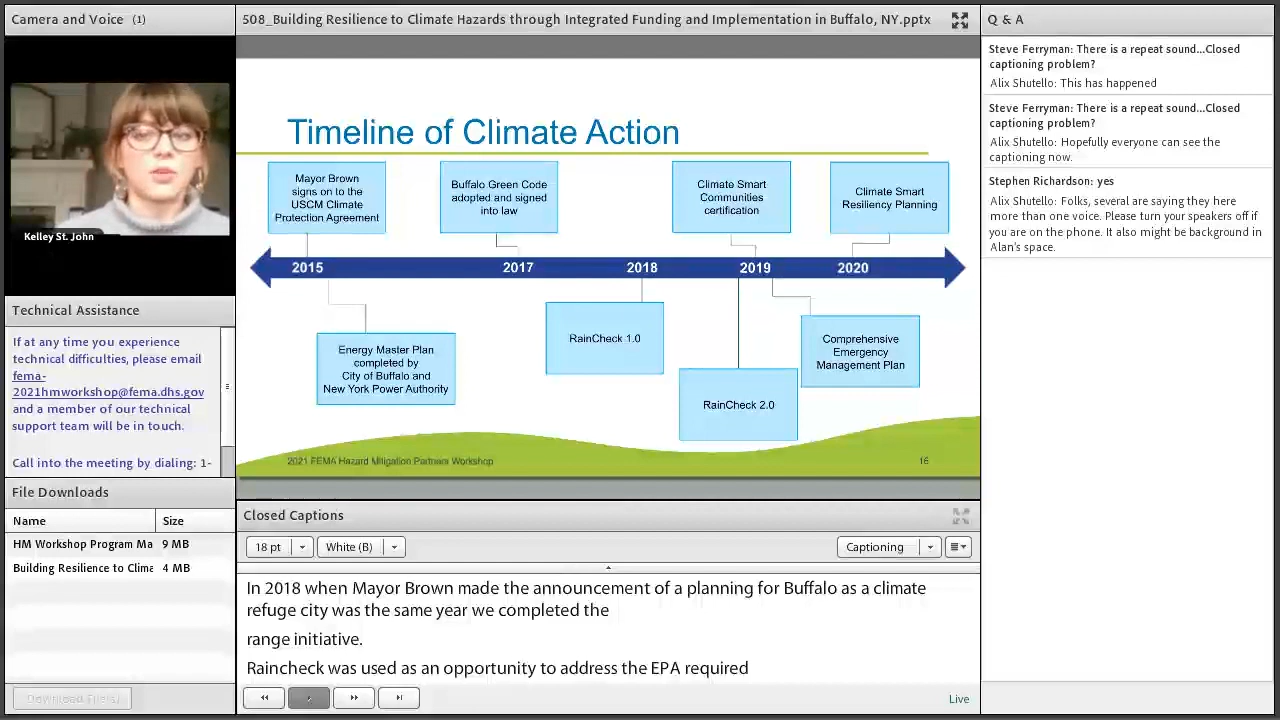 Camera and Voice (1)
Kelley St. John
Technical Assistance
If at any time you experience
technical difficulties, please email
fema-
2021hmworkshop@fema.dhs.gov
and a member of our technical
support team will be in touch.
Call into the meeting by dialing: 1-
File Downloads
Name Size
HM Workshop Program Ma 9 MB
Building Resilience to Clima 4 MB
Download File(s)
508_Building Resilience to Climate Hazards through Integrated Funding and Implementation in Buffalo, NY.pptx
Timeline of Climate Action
Mayor Brown
signs on to the
USCM Climate
Protection Agreement
Buffalo Green Code
adopted and signed
into law
Climate Smart
Communities
certification
Climate Smart
Resiliency Planning
2015 2017 2018 2019 2020
Energy Master Plan
completed by
City of Buffalo and
New York Power Authority
RainCheck 1.0
RainCheck 2.0
Comprehensive
Emergency
Management Plan
2021 FEMA Hazard Mitigation Partners Workshop 16
Closed Captions
18 pt White (B) Captioning
In 2018 when Mayor Brown made the announcement of a planning for Buffalo as a climate
refuge city was the same year we completed the
range initiative.
Raincheck was used as an opportunity to address the EPA required
Live
Q & A
Steve Ferryman: There is a repeat sound...Closed
captioning problem?
Alix Shutello: This has happened
Steve Ferryman: There is a repeat sound...Closed
captioning problem?
Alix Shutello: Hopefully everyone can see the
captioning now.
Stephen Richardson: yes
Alix Shutello: Folks, several are saying they here
more than one voice. Please turn your speakers off if
you are on the phone. It also might be background in
Alan's space.